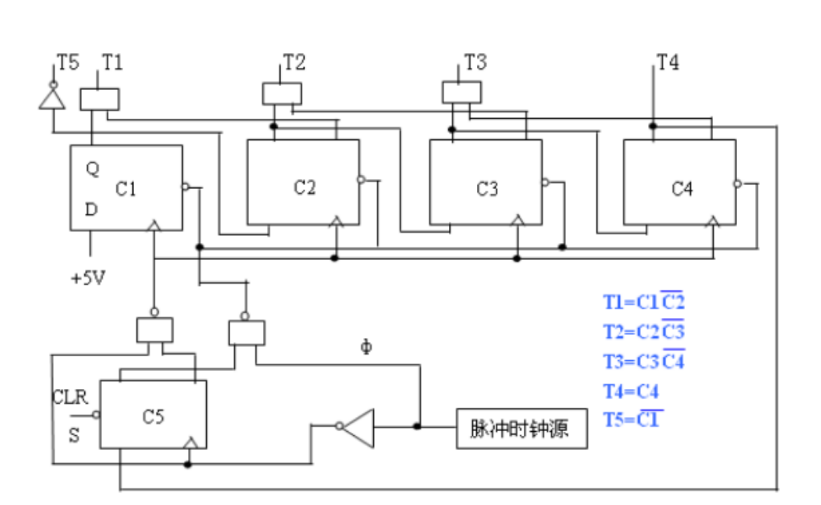 T5 T1 T2 T3 T4
Q
C1 C2 C3 C4
D
+5V
T1=C1$\overline{C2}$
T2=C2$\overline{C3}$
Φ
T3=C3$\overline{C4}$
T4=C4
CLR
C5
脉冲时钟源
T5=$\overline{C1}$
S